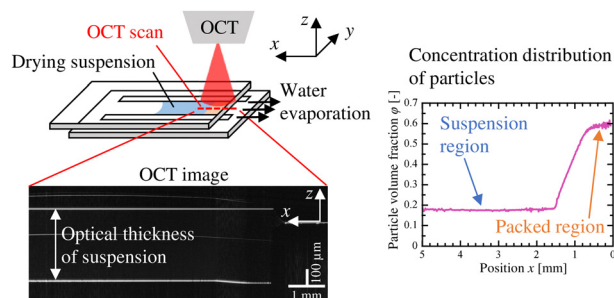 OCT
OCT scan
z
y
x
Drying suspension
Water
evaporation
OCT image
z
x
Optical thickness
of suspension
100 μm
1 mm
Concentration distribution
of particles
Particle volume fraction φ [-]
0.7
0.6
0.5
0.4
0.3
0.2
0.1
0
Suspension
region
Packed region
5 4 3 2 1 0
Position x [mm]